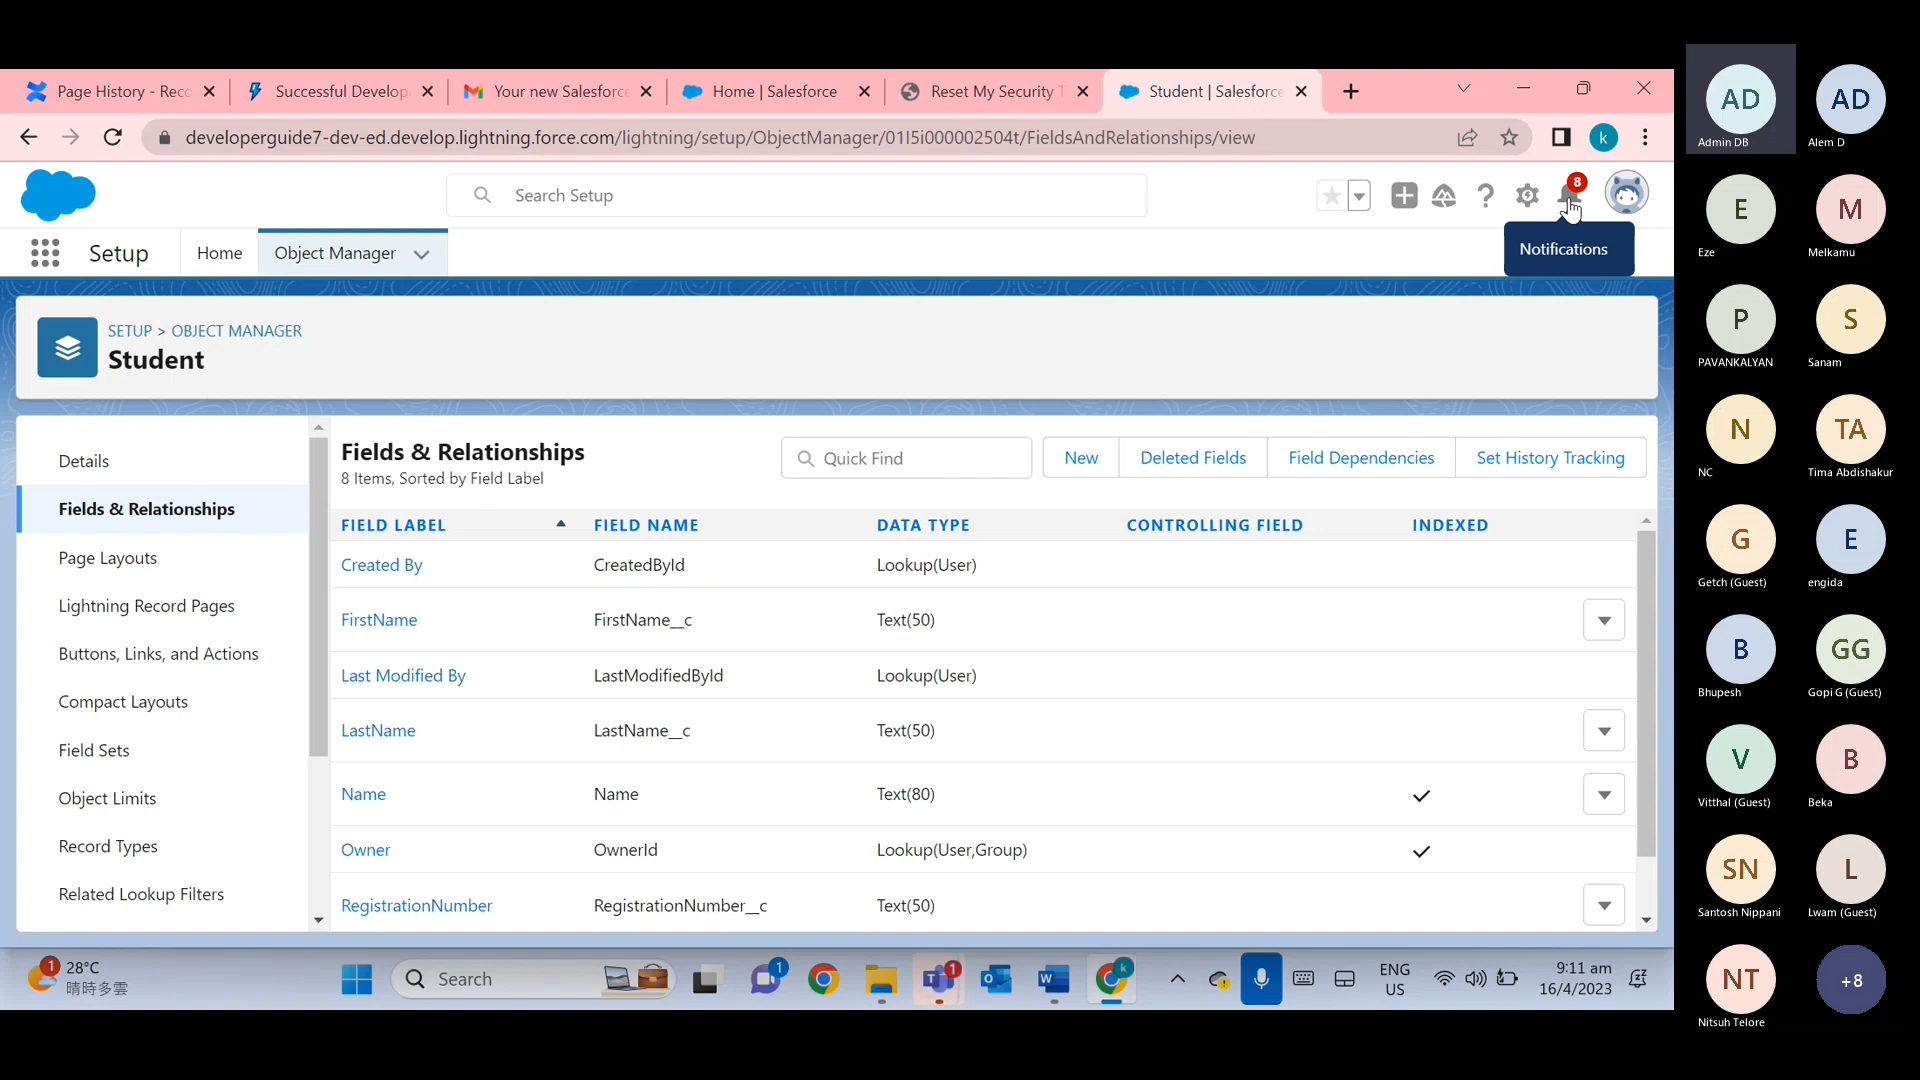 Page History - Reco
Successful Develop
Your new Salesforce
Home | Salesforce
Reset My Security T
Student | Salesforce
developerguide7-dev-ed.develop.lightning.force.com/lightning/setup/ObjectManager/01I5i000002504t/FieldsAndRelationships/view
k
Search Setup
8
Setup
Home
Object Manager
Notifications
SETUP > OBJECT MANAGER
Student
Details
Fields & Relationships
Page Layouts
Lightning Record Pages
Buttons, Links, and Actions
Compact Layouts
Field Sets
Object Limits
Record Types
Related Lookup Filters
Fields & Relationships
8 Items, Sorted by Field Label
Quick Find
New
Deleted Fields
Field Dependencies
Set History Tracking
FIELD LABEL FIELD NAME DATA TYPE CONTROLLING FIELD INDEXED
Created By CreatedById Lookup(User)
FirstName FirstName__c Text(50)
Last Modified By LastModifiedById Lookup(User)
LastName LastName__c Text(50)
Name Name Text(80)
Owner OwnerId Lookup(User,Group)
RegistrationNumber RegistrationNumber__c Text(50)
1
28°C
晴時多雲
Search
1
1
k
ENG
US
9:11 am
16/4/2023
AD
Admin DB
AD
Alem D
E
Eze
M
Melkamu
P
PAVANKALYAN
S
Sanam
N
NC
TA
Tima Abdishakur
G
Getch (Guest)
E
engida
B
Bhupesh
GG
Gopi G (Guest)
V
Vitthal (Guest)
B
Beka
SN
Santosh Nippani
L
Lwam (Guest)
NT
Nitsuh Telore
+8